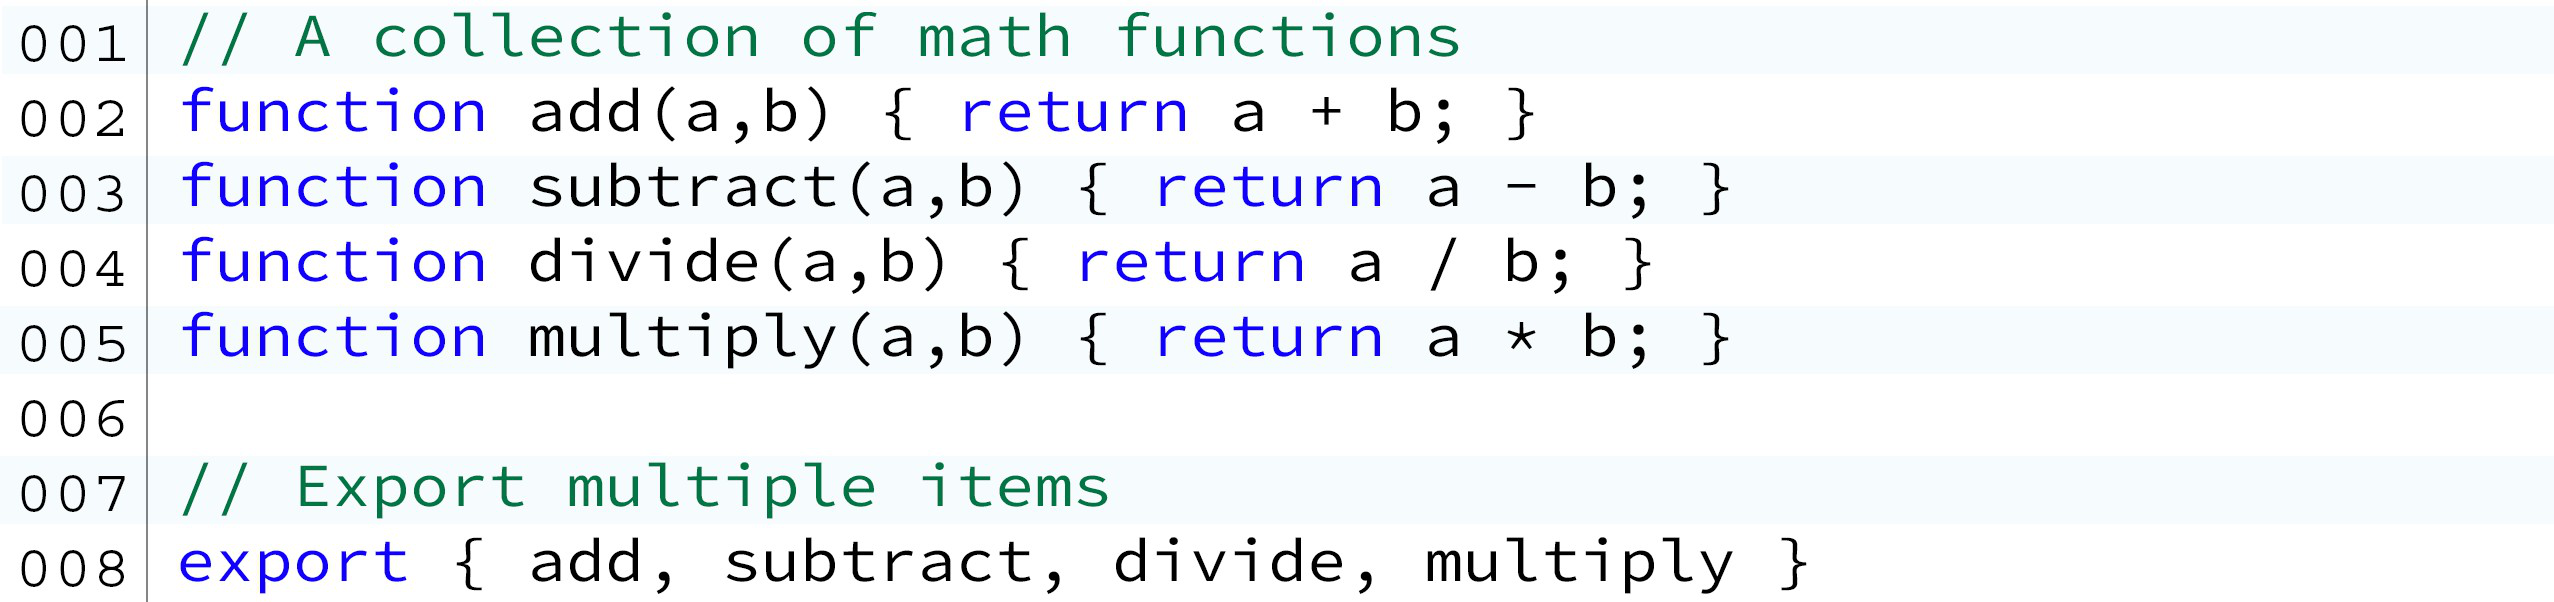 001 // A collection of math functions
002 function add(a,b) { return a + b; }
003 function subtract(a,b) { return a - b; }
004 function divide(a,b) { return a / b; }
005 function multiply(a,b) { return a * b; }
006
007 // Export multiple items
008 export { add, subtract, divide, multiply }